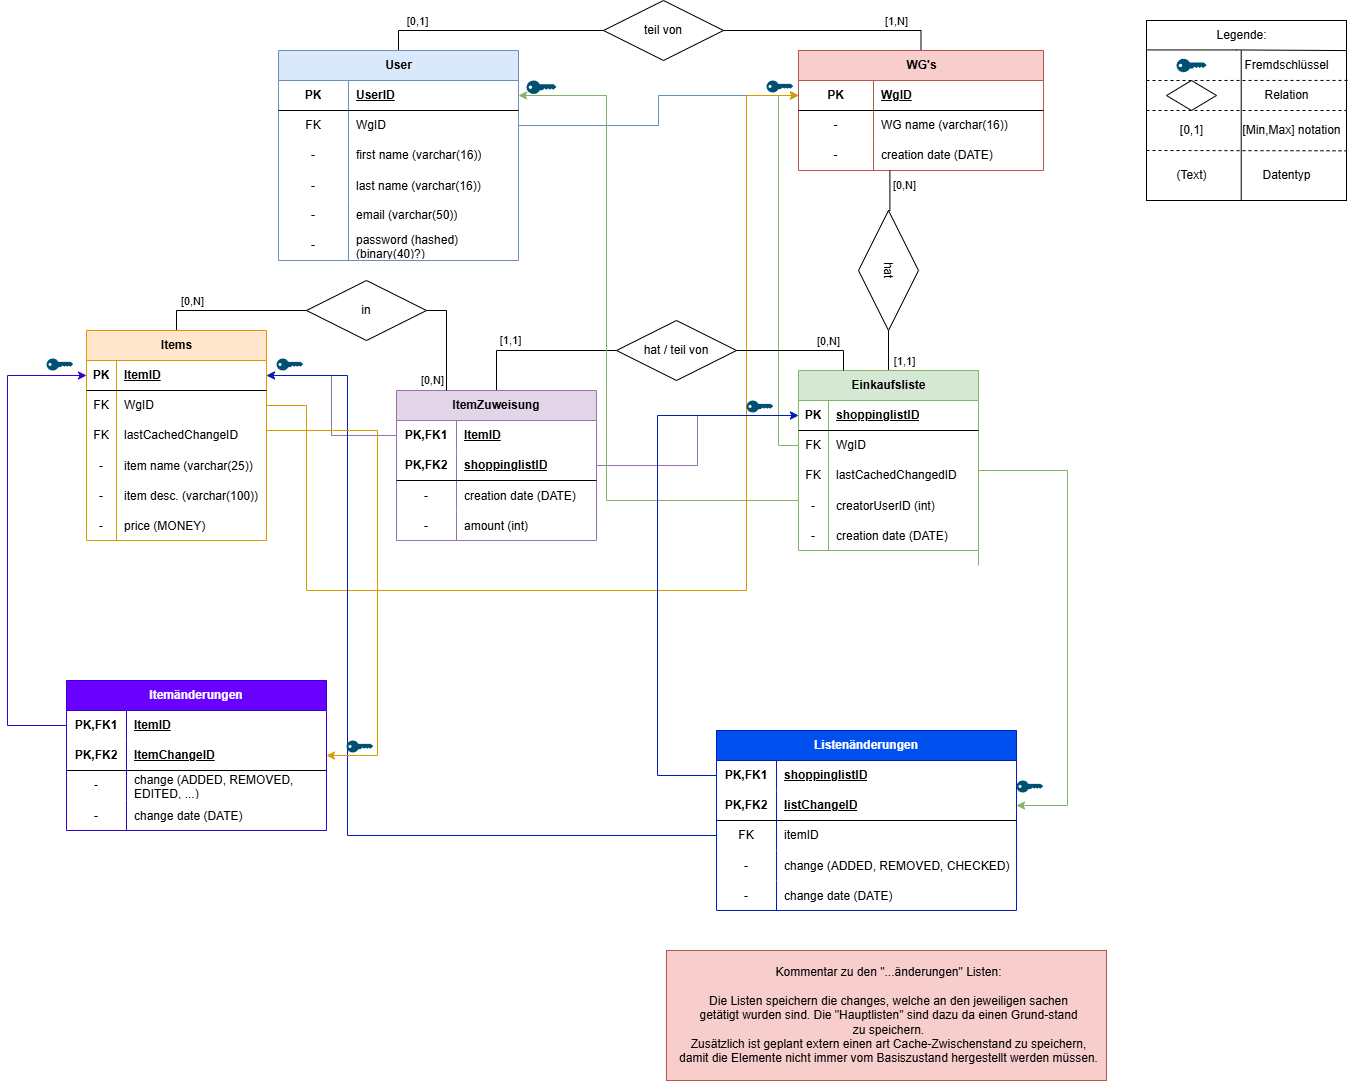 [0,1]
teil von
[1,N]
Legende:
Fremdschlüssel
Relation
[0,1]
[Min,Max] notation
(Text)
Datentyp
User
PK
UserID
FK
WgID
-
first name (varchar(16))
-
last name (varchar(16))
-
email (varchar(50))
-
password (hashed)
(binary(40)?)
WG's
PK
WgID
-
WG name (varchar(16))
-
creation date (DATE)
[0,N]
hat
[1,1]
[0,N]
in
[0,N]
[1,1]
hat / teil von
[0,N]
Items
PK
ItemID
FK
WgID
FK
lastCachedChangeID
-
item name (varchar(25))
-
item desc. (varchar(100))
-
price (MONEY)
ItemZuweisung
PK,FK1
ItemID
PK,FK2
shoppinglistID
-
creation date (DATE)
-
amount (int)
Einkaufsliste
PK
shoppinglistID
FK
WgID
FK
lastCachedChangedID
-
creatorUserID (int)
-
creation date (DATE)
Itemänderungen
PK,FK1
ItemID
PK,FK2
ItemChangeID
-
change (ADDED, REMOVED,
EDITED, ...)
-
change date (DATE)
Listenänderungen
PK,FK1
shoppinglistID
PK,FK2
listChangeID
FK
itemID
-
change (ADDED, REMOVED, CHECKED)
-
change date (DATE)
Kommentar zu den "...änderungen" Listen:
Die Listen speichern die changes, welche an den jeweiligen sachen
getätigt wurden sind. Die "Hauptlisten" sind dazu da einen Grund-stand
zu speichern.
Zusätzlich ist geplant extern einen art Cache-Zwischenstand zu speichern,
damit die Elemente nicht immer vom Basiszustand hergestellt werden müssen.